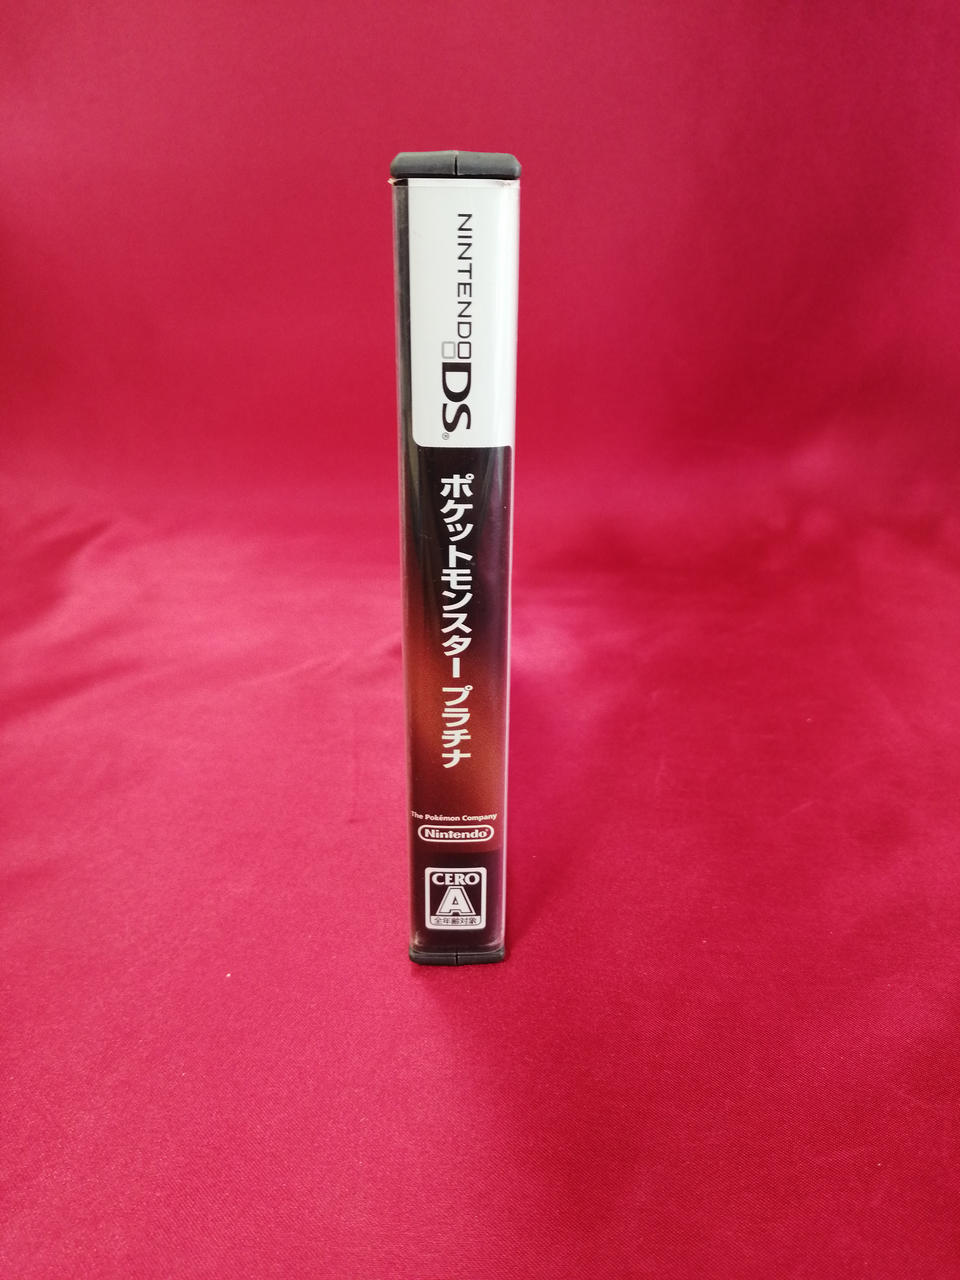 NINTENDO
DS®
ポケットモンスター プラチナ
The Pokémon Company
Nintendo®
CERO
A
全年齢対象